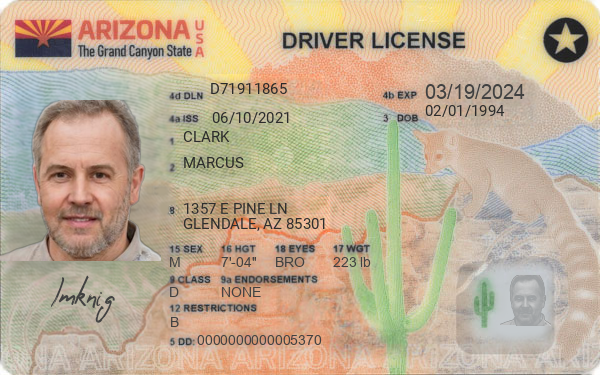 ARIZONA USA
The Grand Canyon State
DRIVER LICENSE
4d DLN D71911865
4b EXP 03/19/2024
4a ISS 06/10/2021
3 DOB 02/01/1994
1 CLARK
2 MARCUS
8 1357 E PINE LN
GLENDALE, AZ 85301
15 SEX 16 HGT 18 EYES 17 WGT
M 7'-04" BRO 223 lb
9 CLASS 9a ENDORSEMENTS
D NONE
12 RESTRICTIONS
B
5 DD: 0000000000005370
lmknig
ARIZONA ARIZONA ARIZONA ARIZONA